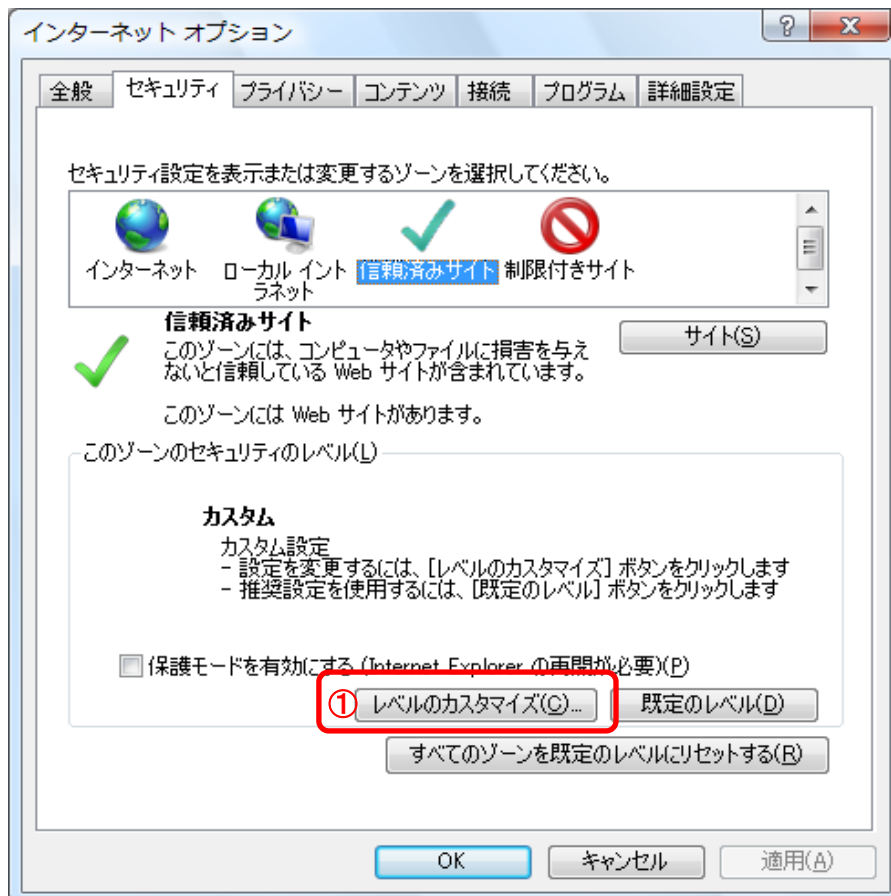 インターネット オプション
全般 セキュリティ プライバシー コンテンツ 接続 プログラム 詳細設定
セキュリティ設定を表示または変更するゾーンを選択してください。
インターネット ローカル イントラネット 信頼済みサイト 制限付きサイト
信頼済みサイト
サイト(S)
このゾーンには、コンピュータやファイルに損害を与え
ないと信頼している Web サイトが含まれています。
このゾーンには Web サイトがあります。
このゾーンのセキュリティのレベル(L)
カスタム
カスタム設定
- 設定を変更するには、[レベルのカスタマイズ] ボタンをクリックします
- 推奨設定を使用するには、[既定のレベル] ボタンをクリックします
保護モードを有効にする (Internet Explorer の再開が必要)(P)
① レベルのカスタマイズ(C)... 既定のレベル(D)
すべてのゾーンを既定のレベルにリセットする(R)
OK キャンセル 適用(A)